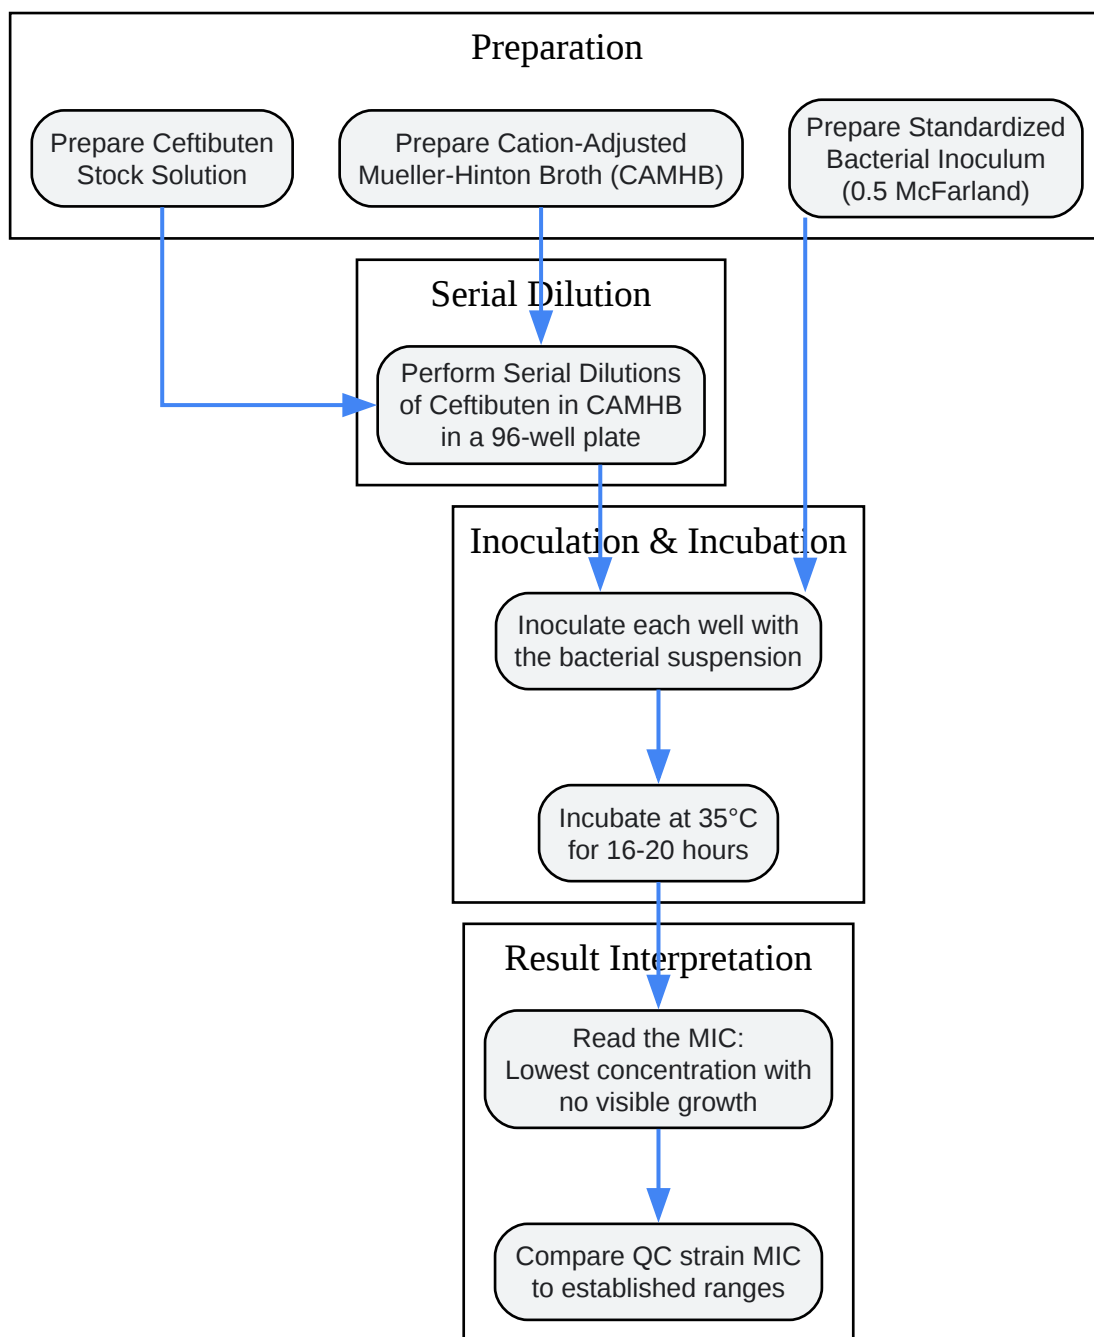 Preparation
Prepare Ceftibuten
Stock Solution
Prepare Cation-Adjusted
Mueller-Hinton Broth (CAMHB)
Prepare Standardized
Bacterial Inoculum
(0.5 McFarland)
Serial Dilution
Perform Serial Dilutions
of Ceftibuten in CAMHB
in a 96-well plate
Inoculation & Incubation
Inoculate each well with
the bacterial suspension
Incubate at 35°C
for 16-20 hours
Result Interpretation
Read the MIC:
Lowest concentration with
no visible growth
Compare QC strain MIC
to established ranges